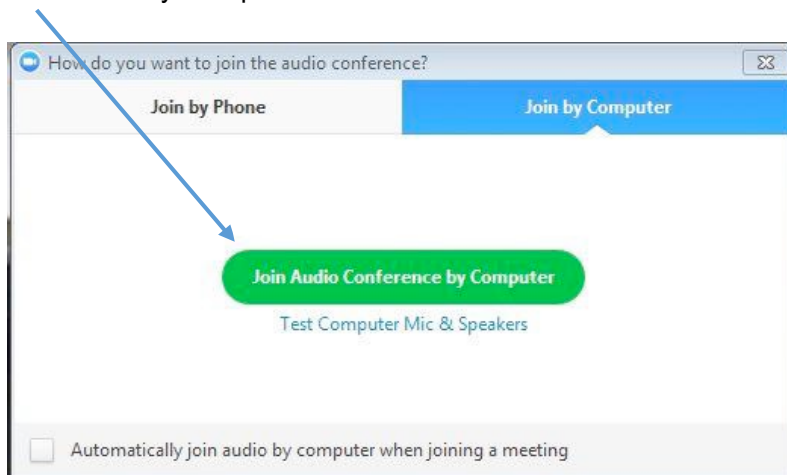 How do you want to join the audio conference?
Join by Phone Join by Computer
Join Audio Conference by Computer
Test Computer Mic & Speakers
Automatically join audio by computer when joining a meeting